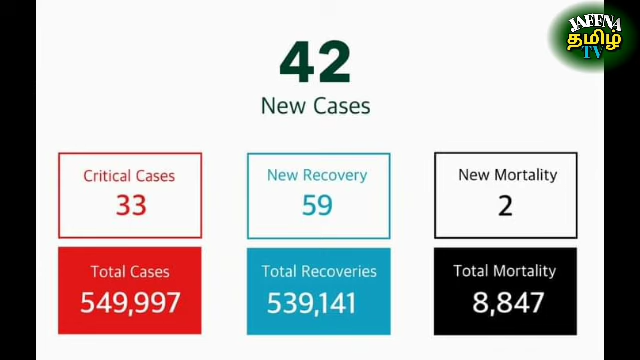 JAFFNA
தமிழ்
TV
42
New Cases
Critical Cases
33
New Recovery
59
New Mortality
2
Total Cases
549,997
Total Recoveries
539,141
Total Mortality
8,847